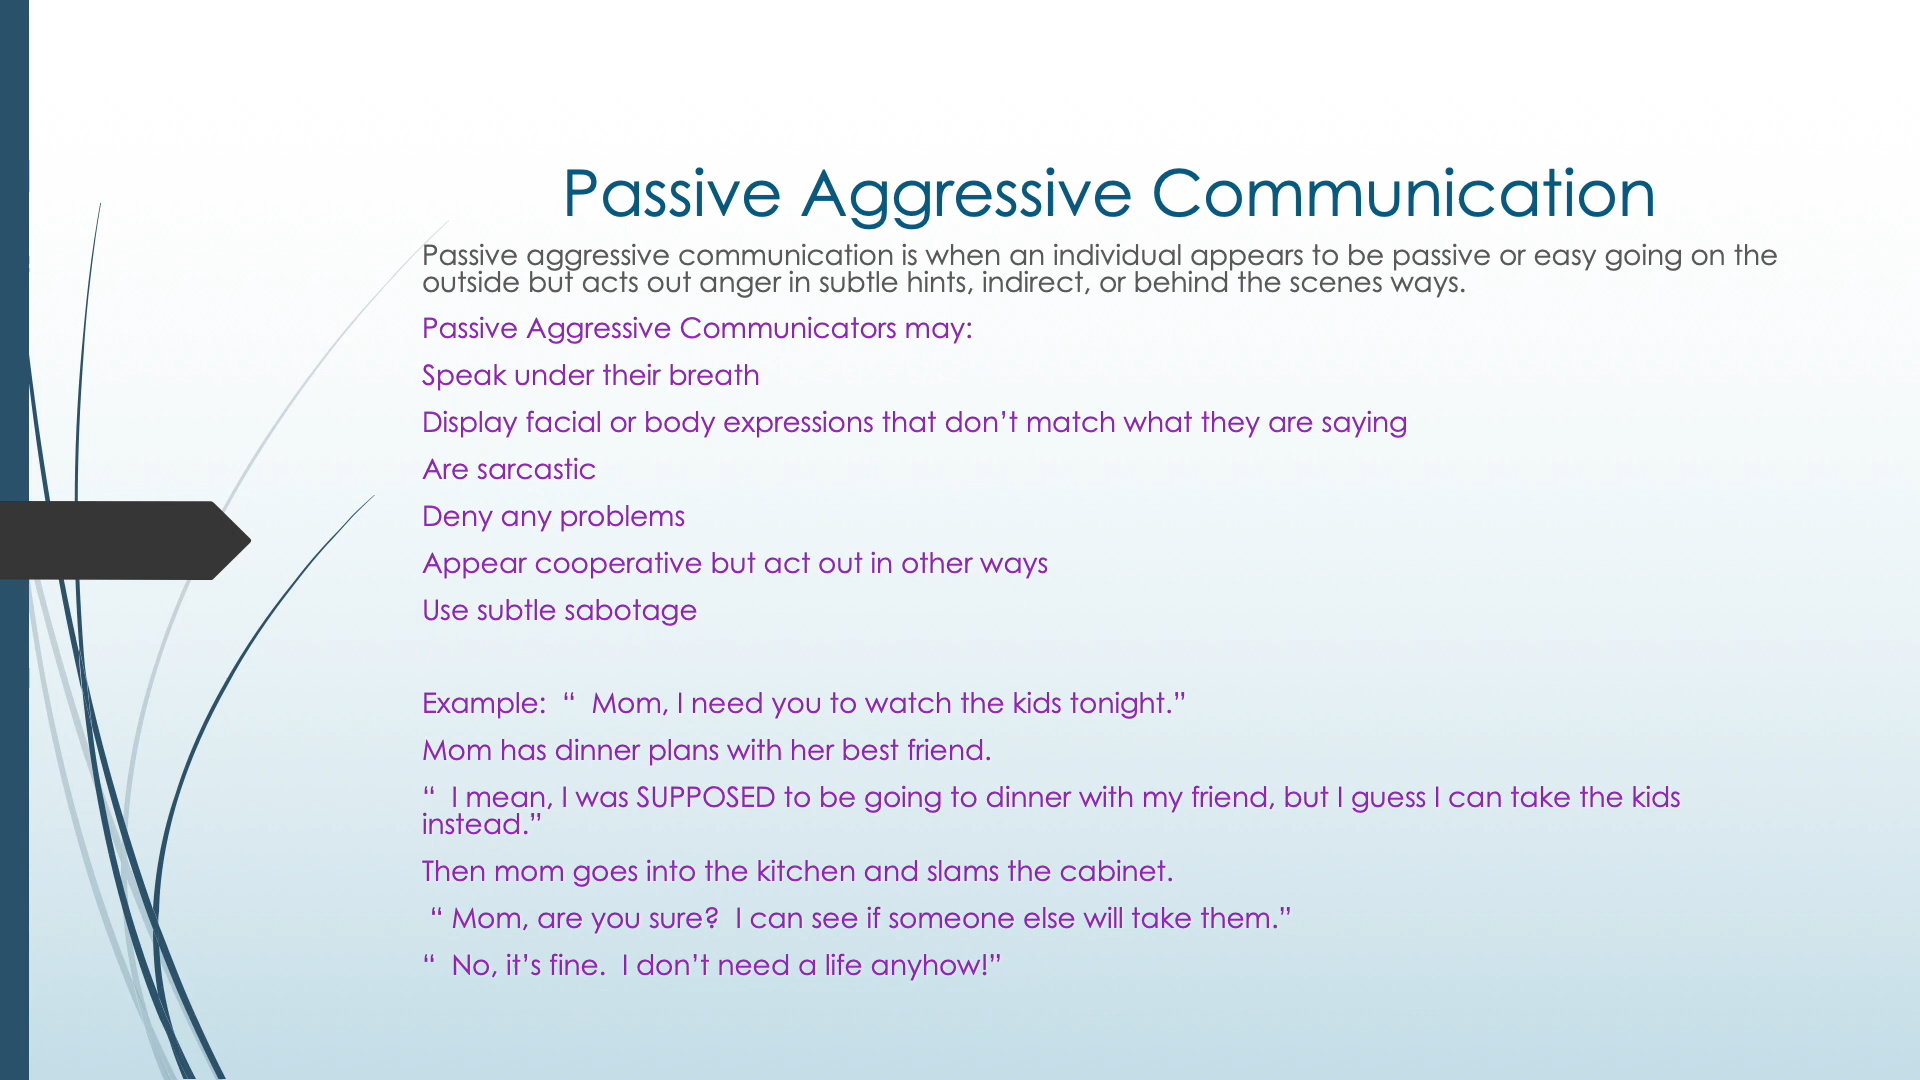 Passive Aggressive Communication
Passive aggressive communication is when an individual appears to be passive or easy going on the
outside but acts out anger in subtle hints, indirect, or behind the scenes ways.
Passive Aggressive Communicators may:
Speak under their breath
Display facial or body expressions that don’t match what they are saying
Are sarcastic
Deny any problems
Appear cooperative but act out in other ways
Use subtle sabotage
Example:  “  Mom, I need you to watch the kids tonight.”
Mom has dinner plans with her best friend.
“  I mean, I was SUPPOSED to be going to dinner with my friend, but I guess I can take the kids
instead.”
Then mom goes into the kitchen and slams the cabinet.
“ Mom, are you sure?  I can see if someone else will take them.”
“  No, it’s fine.  I don’t need a life anyhow!”